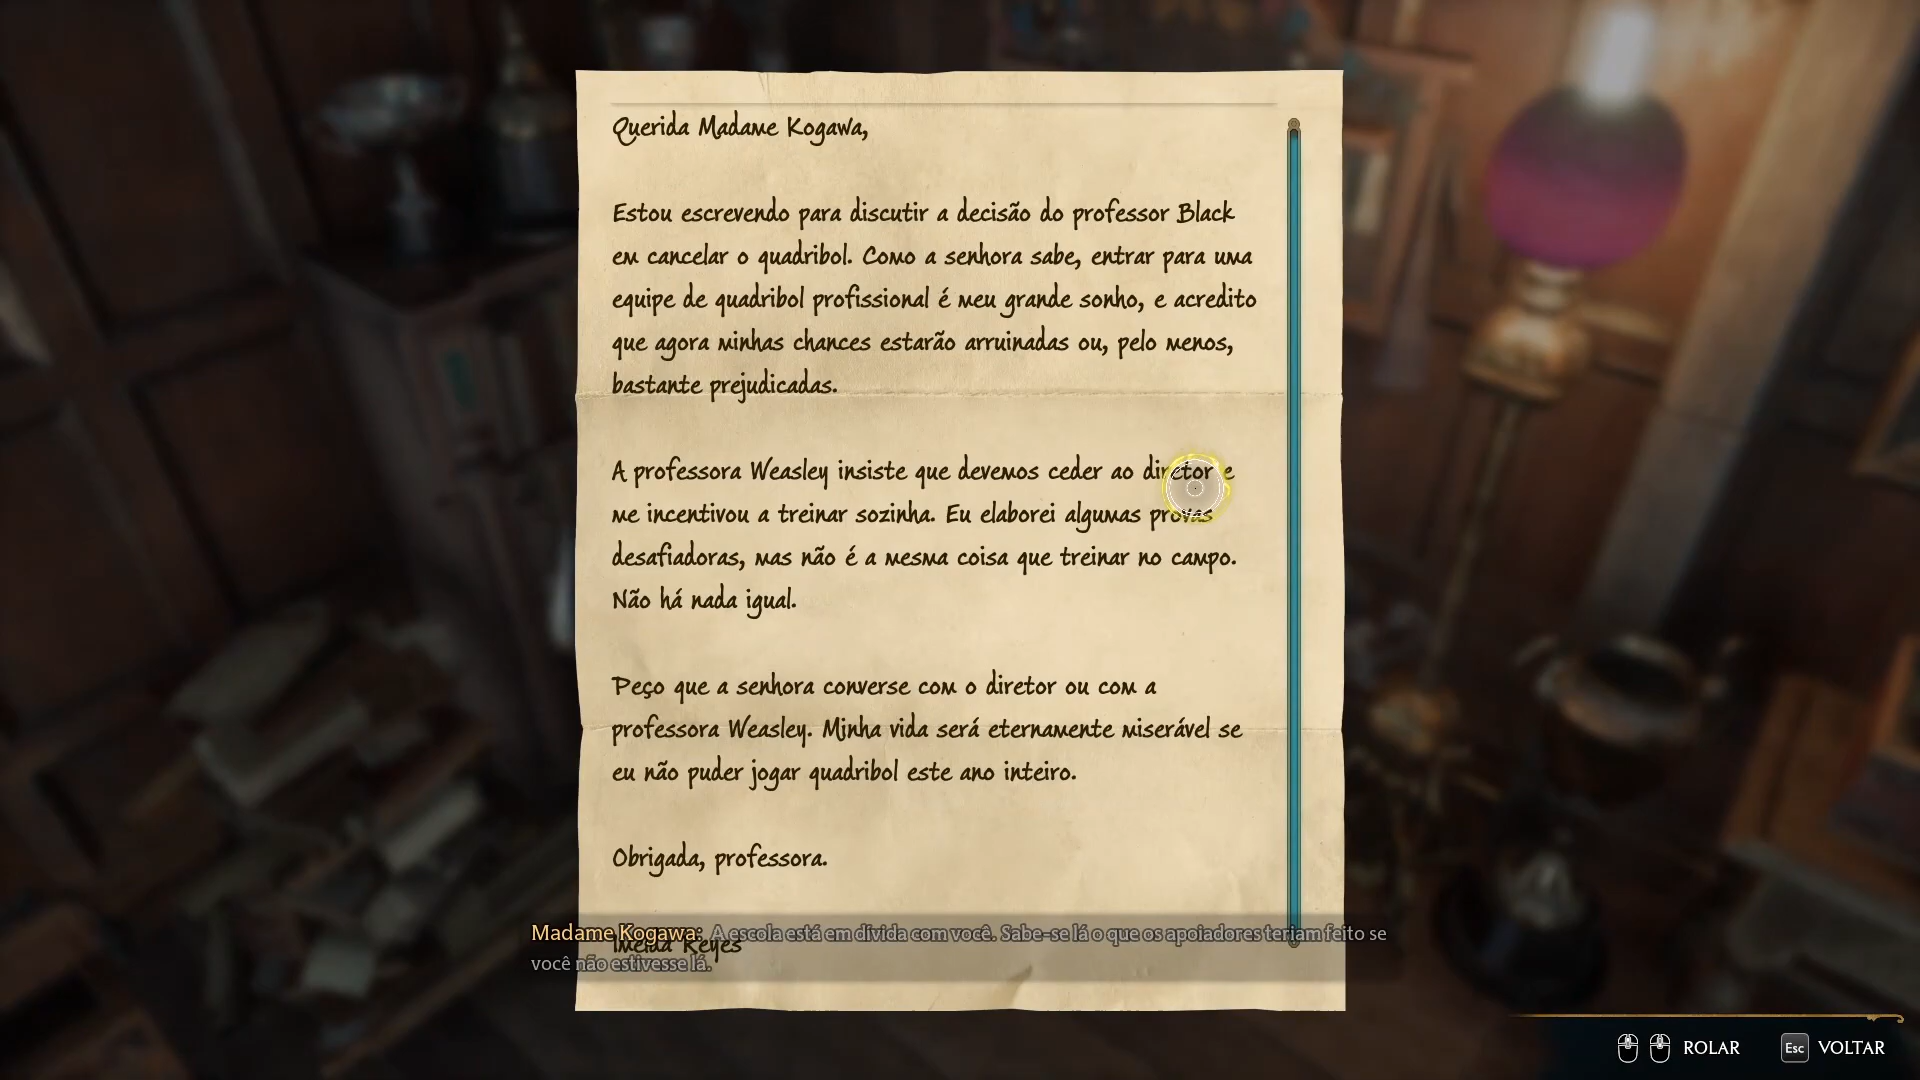 Querida Madame Kogawa,
Estou escrevendo para discutir a decisão do professor Black
em cancelar o quadribol. Como a senhora sabe, entrar para uma
equipe de quadribol profissional é meu grande sonho, e acredito
que agora minhas chances estarão arruinadas ou, pelo menos,
bastante prejudicadas.
A professora Weasley insiste que devemos ceder ao diretor e
me incentivou a treinar sozinha. Eu elaborei algumas provas
desafiadoras, mas não é a mesma coisa que treinar no campo.
Não há nada igual.
Peço que a senhora converse com o diretor ou com a
professora Weasley. Minha vida será eternamente miserável se
eu não puder jogar quadribol este ano inteiro.
Obrigada, professora.
Imelda Reyes
Madame Kogawa: A escola está em dívida com você. Sabe-se lá o que os apoiadores teriam feito se
você não estivesse lá.
ROLAR Esc VOLTAR